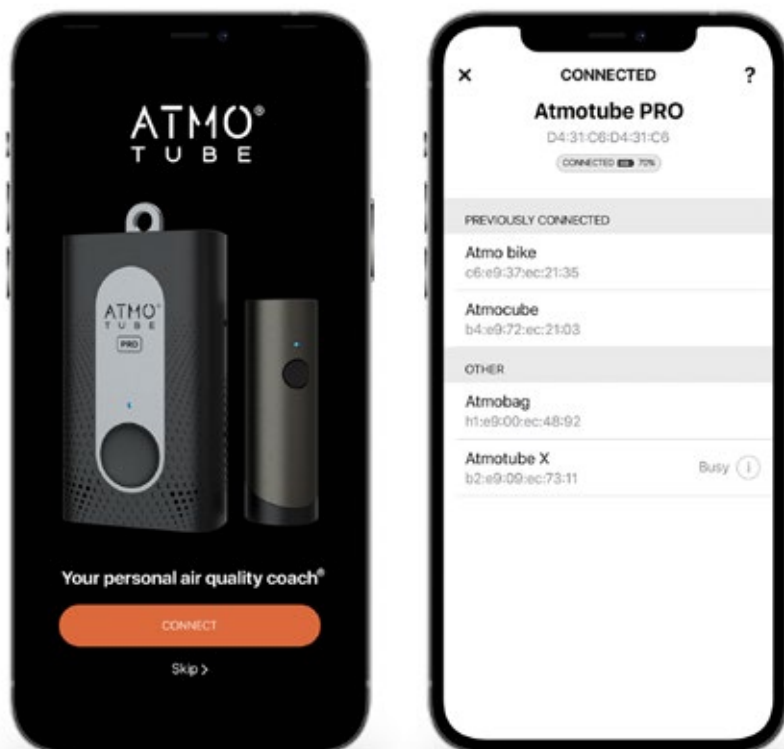 ATMO®
TUBE
ATMO®
TUBE
PRO
Your personal air quality coach®
CONNECT
Skip >
× CONNECTED ?
Atmotube PRO
D4:31:C6:D4:31:C6
CONNECTED 70%
PREVIOUSLY CONNECTED
Atmo bike
c6:e9:37:ec:21:35
Atmocube
b4:e9:72:ec:21:03
OTHER
Atmobag
h1:e9:00:ec:48:92
Atmotube X
Busy i
b2:e9:09:ec:73:11